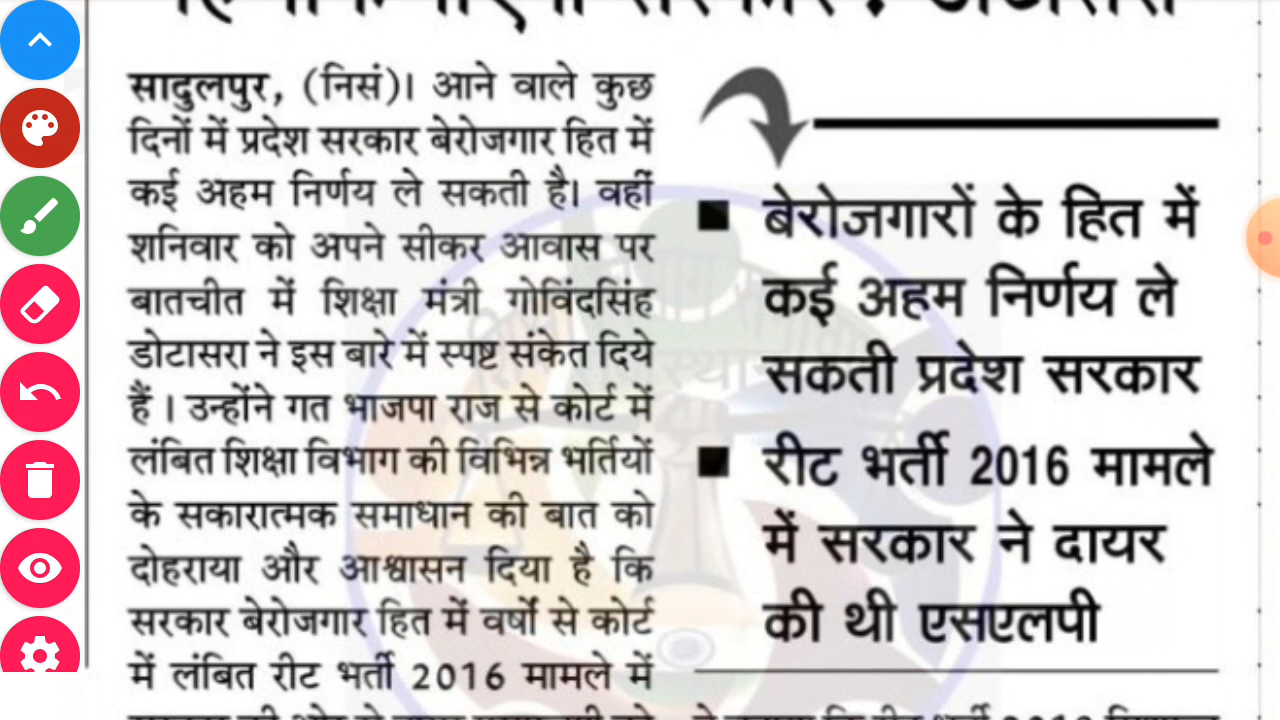 सादुलपुर, (निसं)। आने वाले कुछ
दिनों में प्रदेश सरकार बेरोजगार हित में
कई अहम निर्णय ले सकती है। वहीं
शनिवार को अपने सीकर आवास पर
बातचीत में शिक्षा मंत्री गोविंदसिंह
डोटासरा ने इस बारे में स्पष्ट संकेत दिये
हैं । उन्होंने गत भाजपा राज से कोर्ट में
लंबित शिक्षा विभाग की विभिन्न भर्तियों
के सकारात्मक समाधान की बात को
दोहराया और आश्वासन दिया है कि
सरकार बेरोजगार हित में वर्षों से कोर्ट
में लंबित रीट भर्ती 2016 मामले में
■ बेरोजगारों के हित में
कई अहम निर्णय ले
सकती प्रदेश सरकार
■ रीट भर्ती 2016 मामले
में सरकार ने दायर
की थी एसएलपी